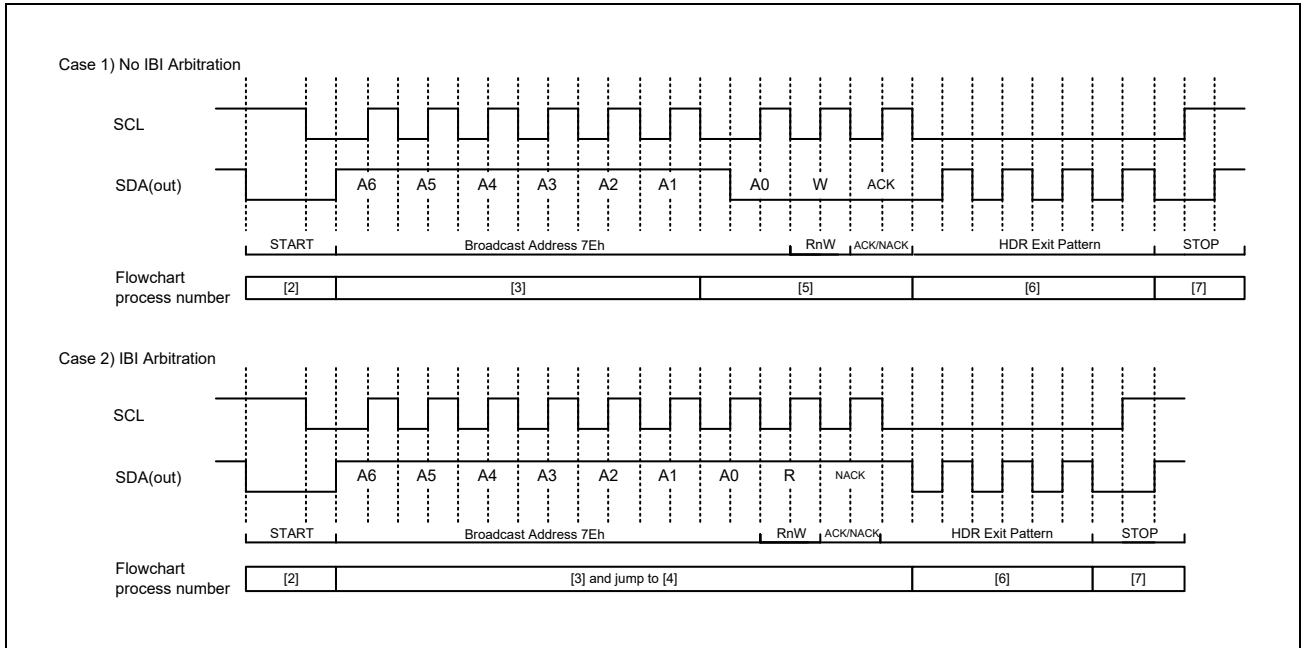 Case 1) No IBI Arbitration
SCL
SDA(out)
A6 A5 A4 A3 A2 A1 A0 W ACK
START Broadcast Address 7Eh RnW ACK/NACK HDR Exit Pattern STOP
Flowchart
process number
[2] [3] [5] [6] [7]
Case 2) IBI Arbitration
SCL
SDA(out)
A6 A5 A4 A3 A2 A1 A0 R NACK
START Broadcast Address 7Eh RnW ACK/NACK HDR Exit Pattern STOP
Flowchart
process number
[2] [3] and jump to [4] [6] [7]